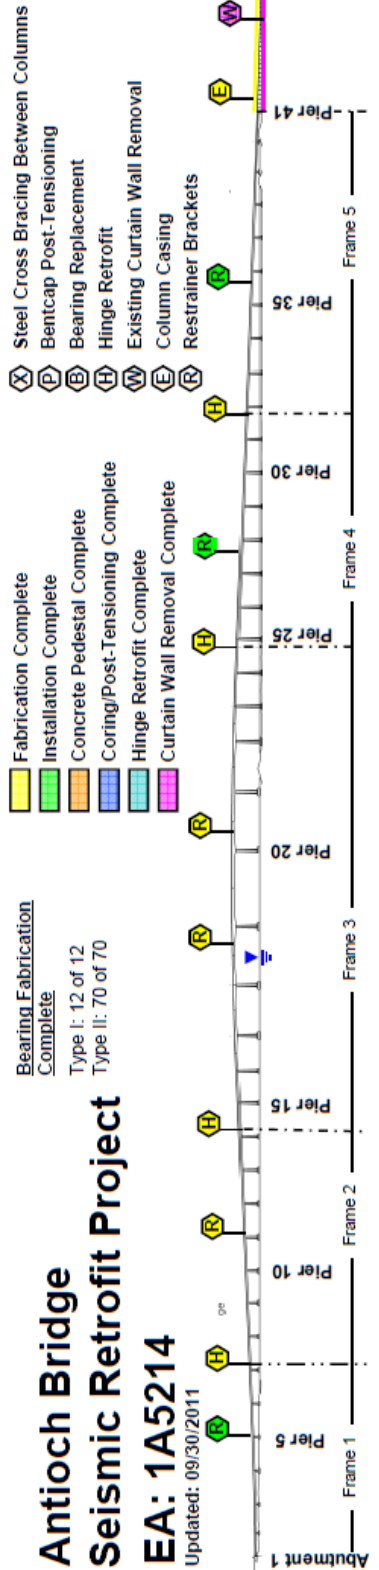 Antioch Bridge
Seismic Retrofit Project
EA: 1A5214
Updated: 09/30/2011
Bearing Fabrication
Complete
Type I: 12 of 12
Type II: 70 of 70
Fabrication Complete
Installation Complete
Concrete Pedestal Complete
Coring/Post-Tensioning Complete
Hinge Retrofit Complete
Curtain Wall Removal Complete
X Steel Cross Bracing Between Columns
P Bentcap Post-Tensioning
B Bearing Replacement
H Hinge Retrofit
W Existing Curtain Wall Removal
E Column Casing
R Restrainer Brackets
R H R H R R H R H R E W
ge
Abutment 1 Pier 5 Pier 10 Pier 15 Pier 20 Pier 25 Pier 30 Pier 35 Pier 41
Frame 1 Frame 2 Frame 3 Frame 4 Frame 5